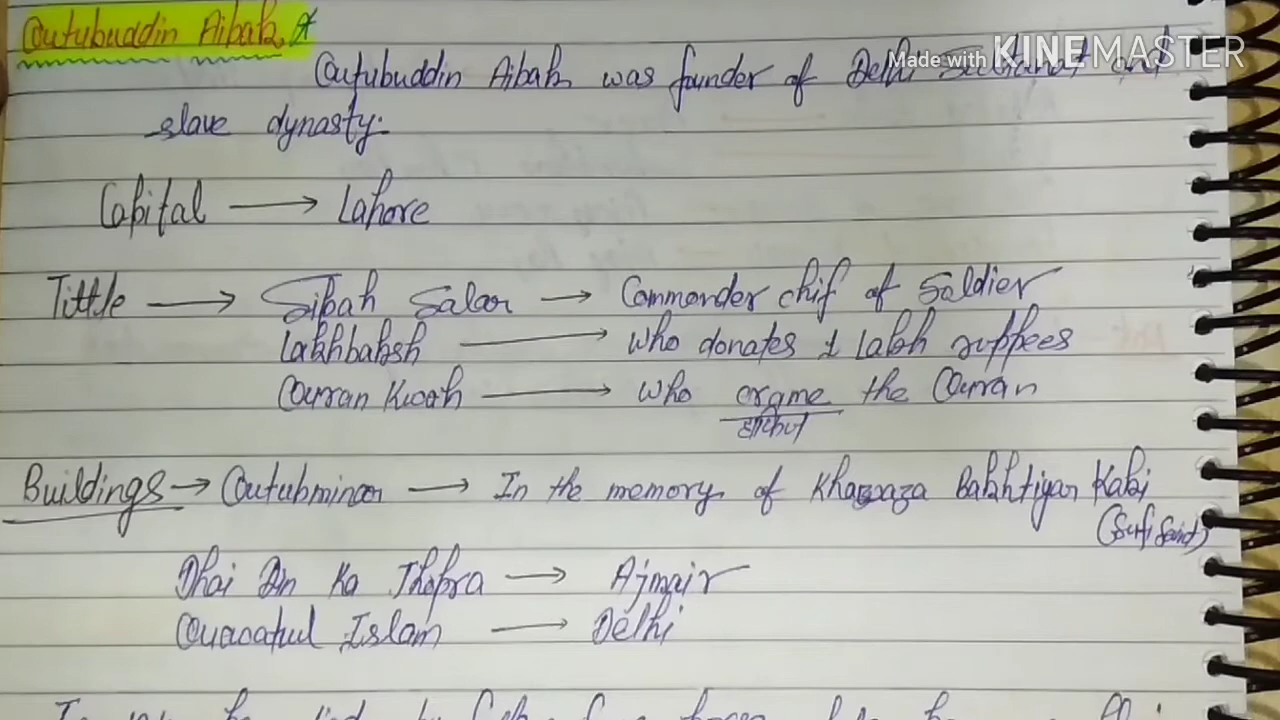 Qutubuddin Aibak
Made with KINEMASTER
Qutubuddin Aibak was founder of Delhi Sultanat and
slave dynasty.
Capital → Lahore
Tittle → Sipah Salar → Commander chif of Soldier
Lakhbaksh → who donates 1 lakh ruppees
Quran Kwah → who crame the Quran
हाफिज
Buildings → Qutubminar → In the memory of Khawaza Bakhtiyar Kaki
(Sufi Saint)
Dhai Din Ka Jhopra → Ajmair
Quwatul Islam → Delhi